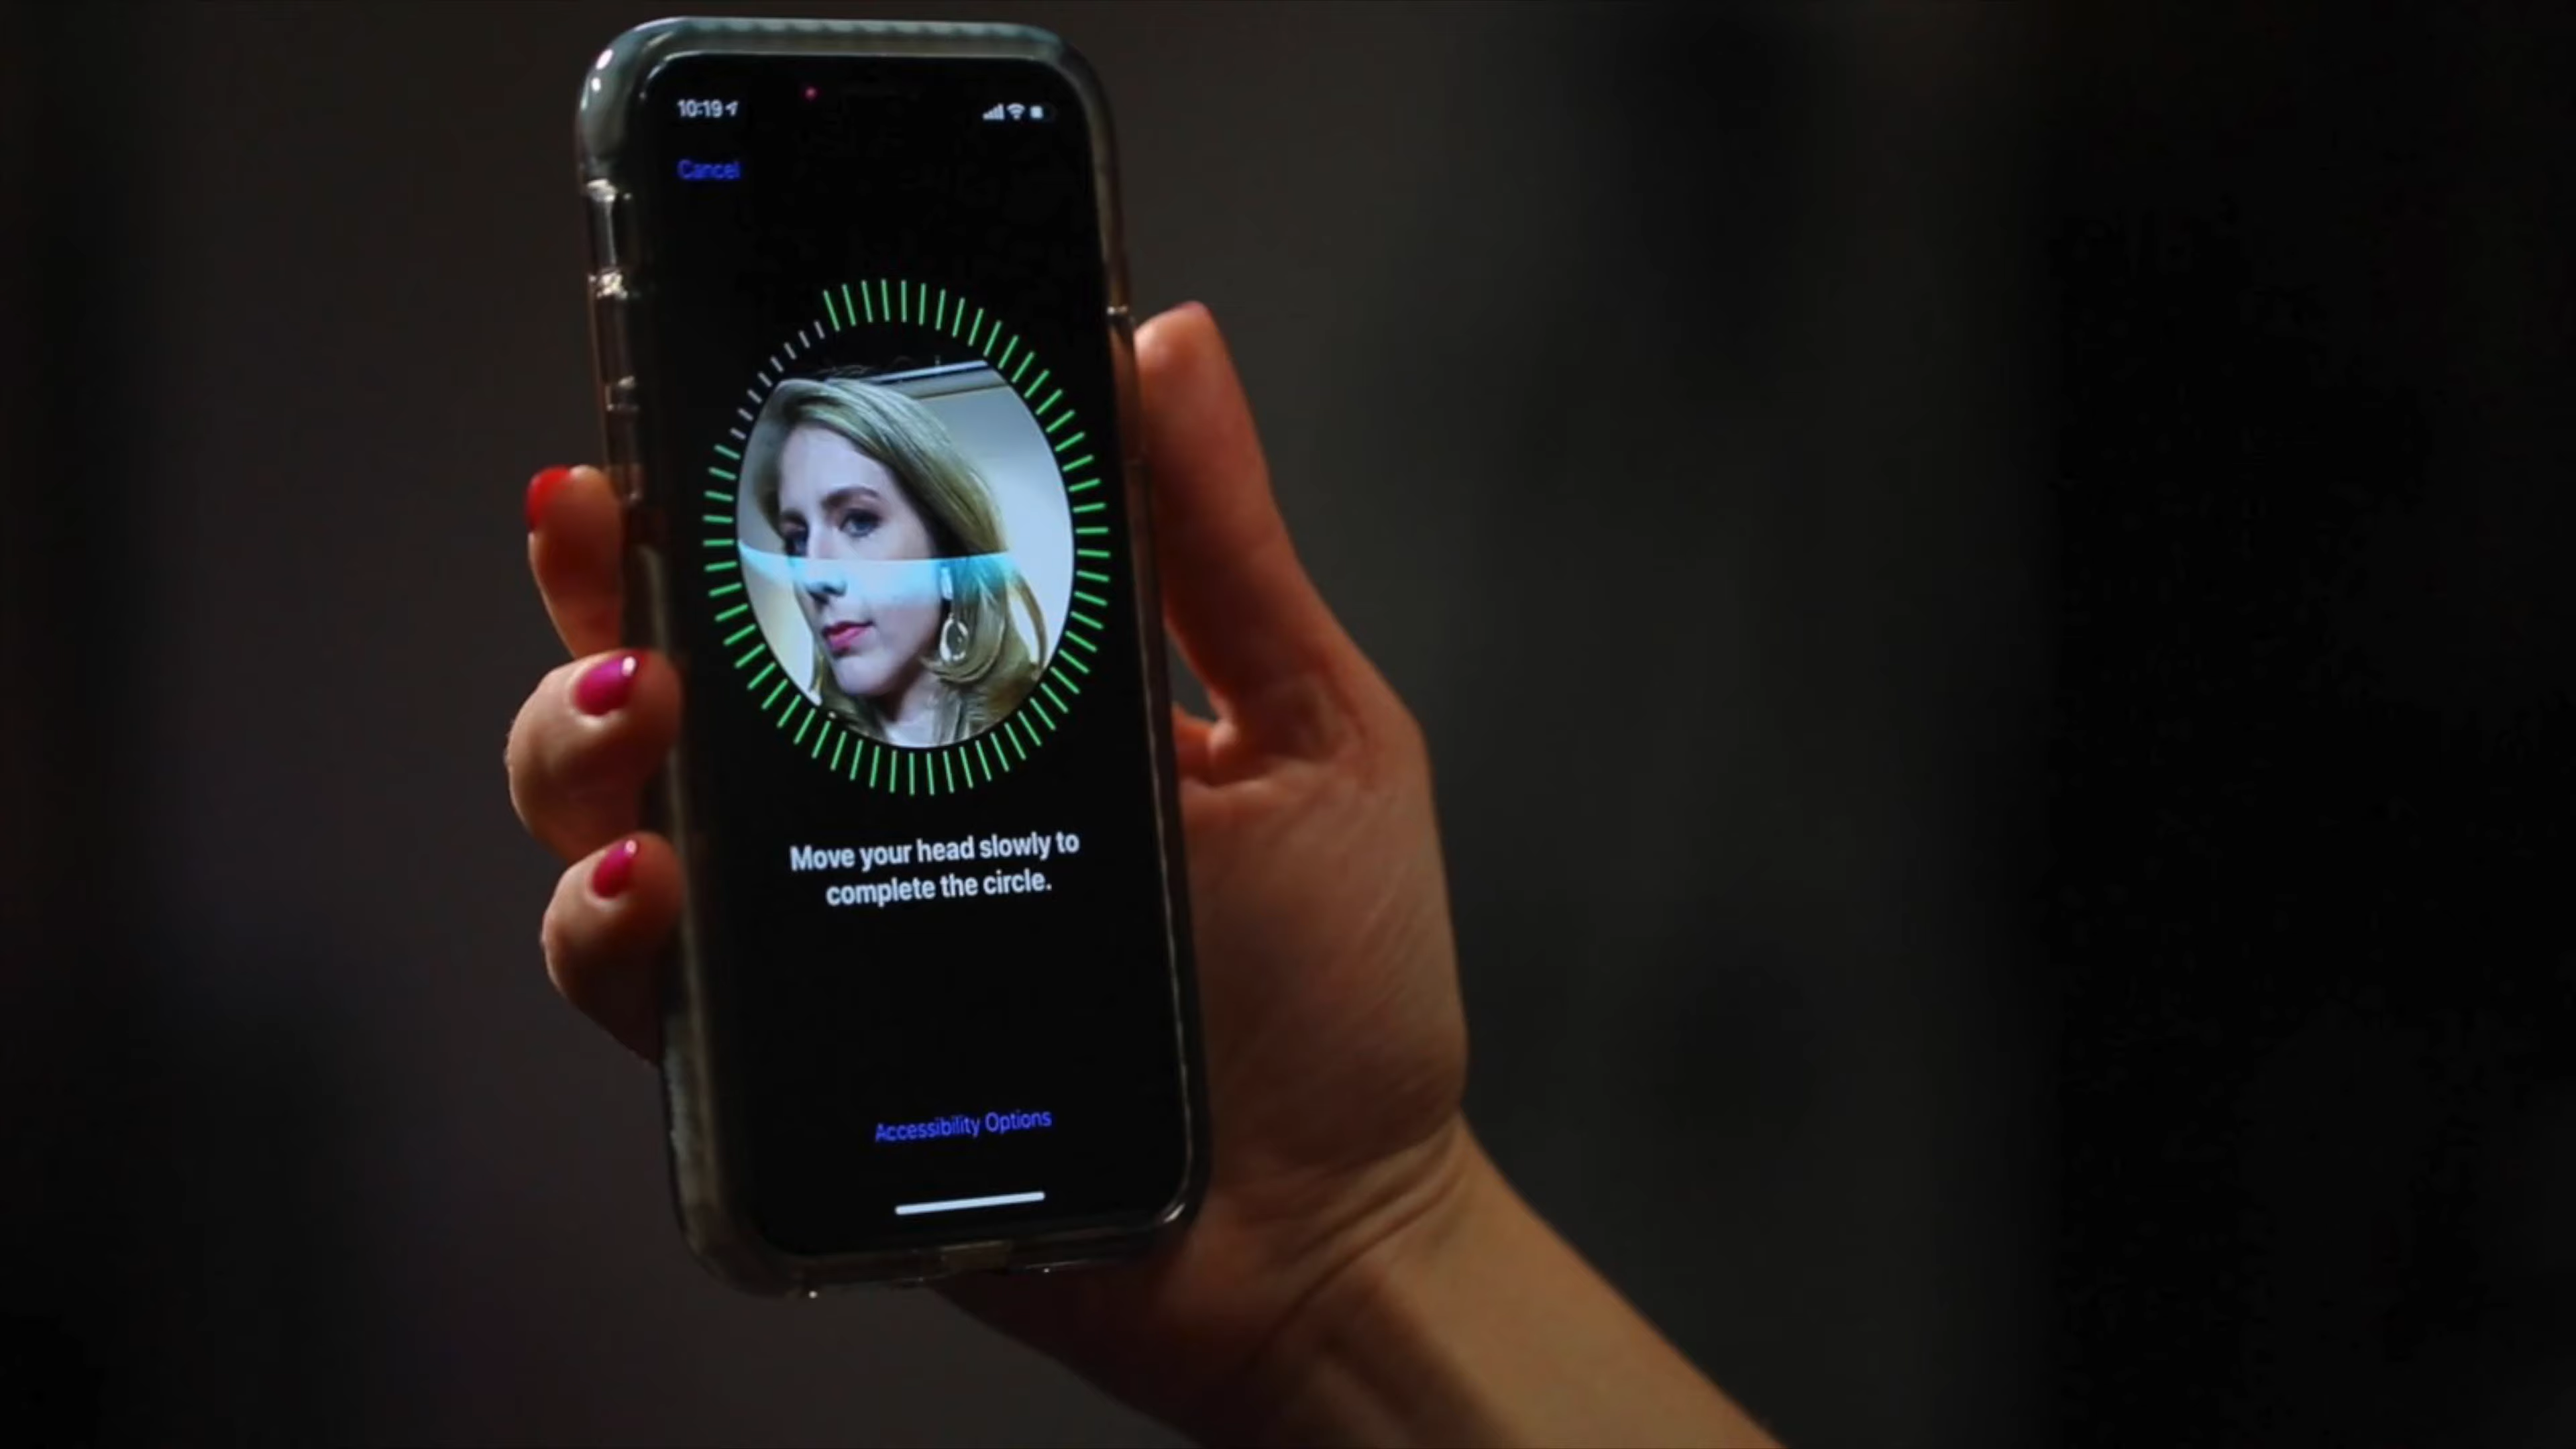 10:19
Cancel
Move your head slowly to
complete the circle.
Accessibility Options